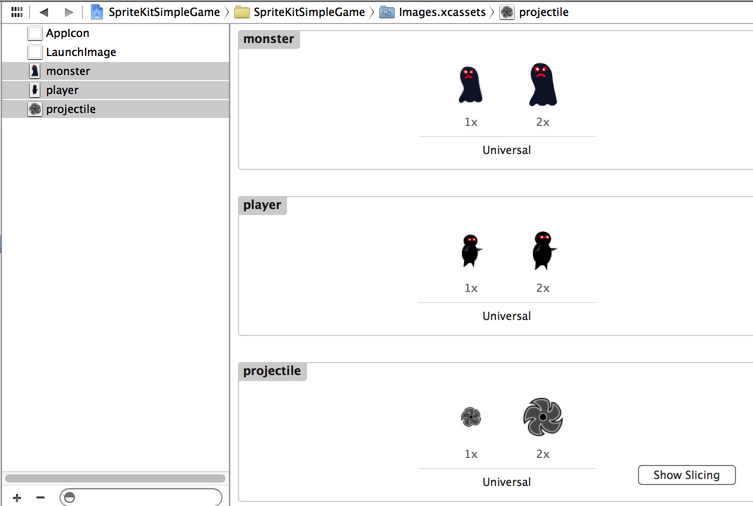 SpriteKitSimpleGame SpriteKitSimpleGame Images.xcassets projectile
AppIcon
LaunchImage
monster
player
projectile
monster
1x 2x
Universal
player
1x 2x
Universal
projectile
1x 2x
Universal
Show Slicing